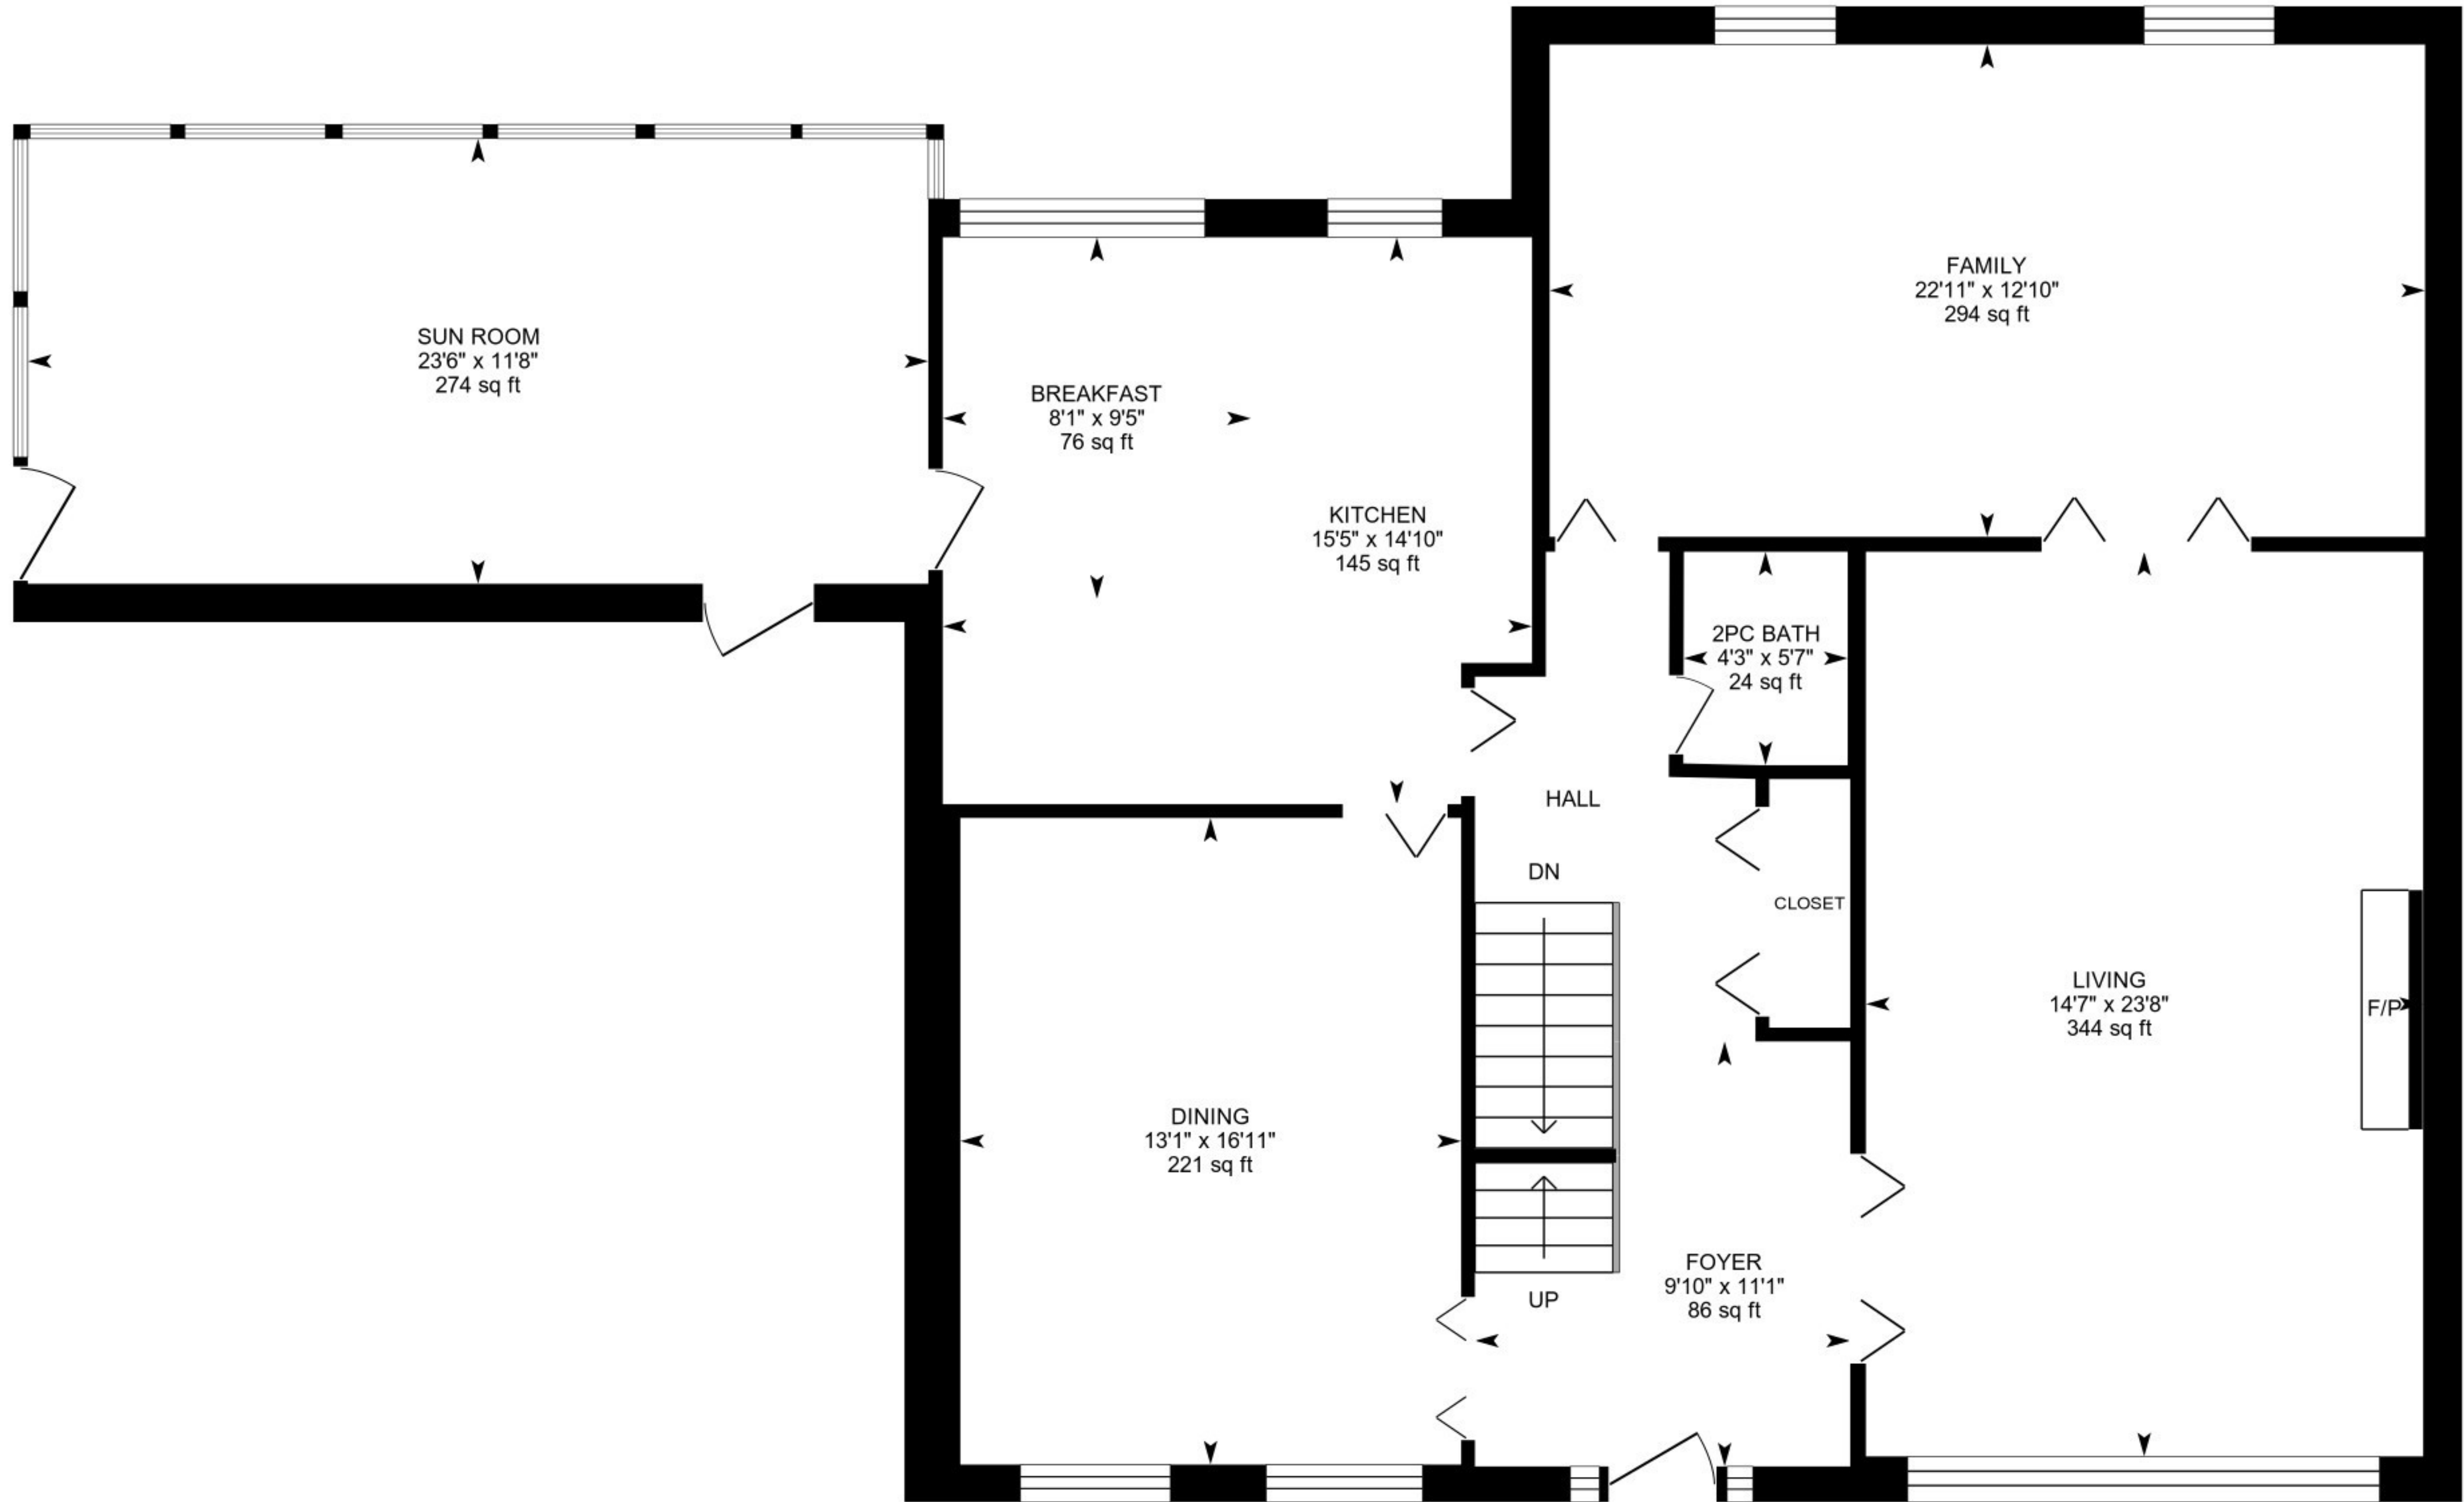 FAMILY
22'11" x 12'10"
294 sq ft
SUN ROOM
23'6" x 11'8"
274 sq ft
BREAKFAST
8'1" x 9'5"
76 sq ft
KITCHEN
15'5" x 14'10"
145 sq ft
2PC BATH
4'3" x 5'7"
24 sq ft
HALL
DN
CLOSET
LIVING
14'7" x 23'8"
344 sq ft
F/P
DINING
13'1" x 16'11"
221 sq ft
FOYER
9'10" x 11'1"
86 sq ft
UP